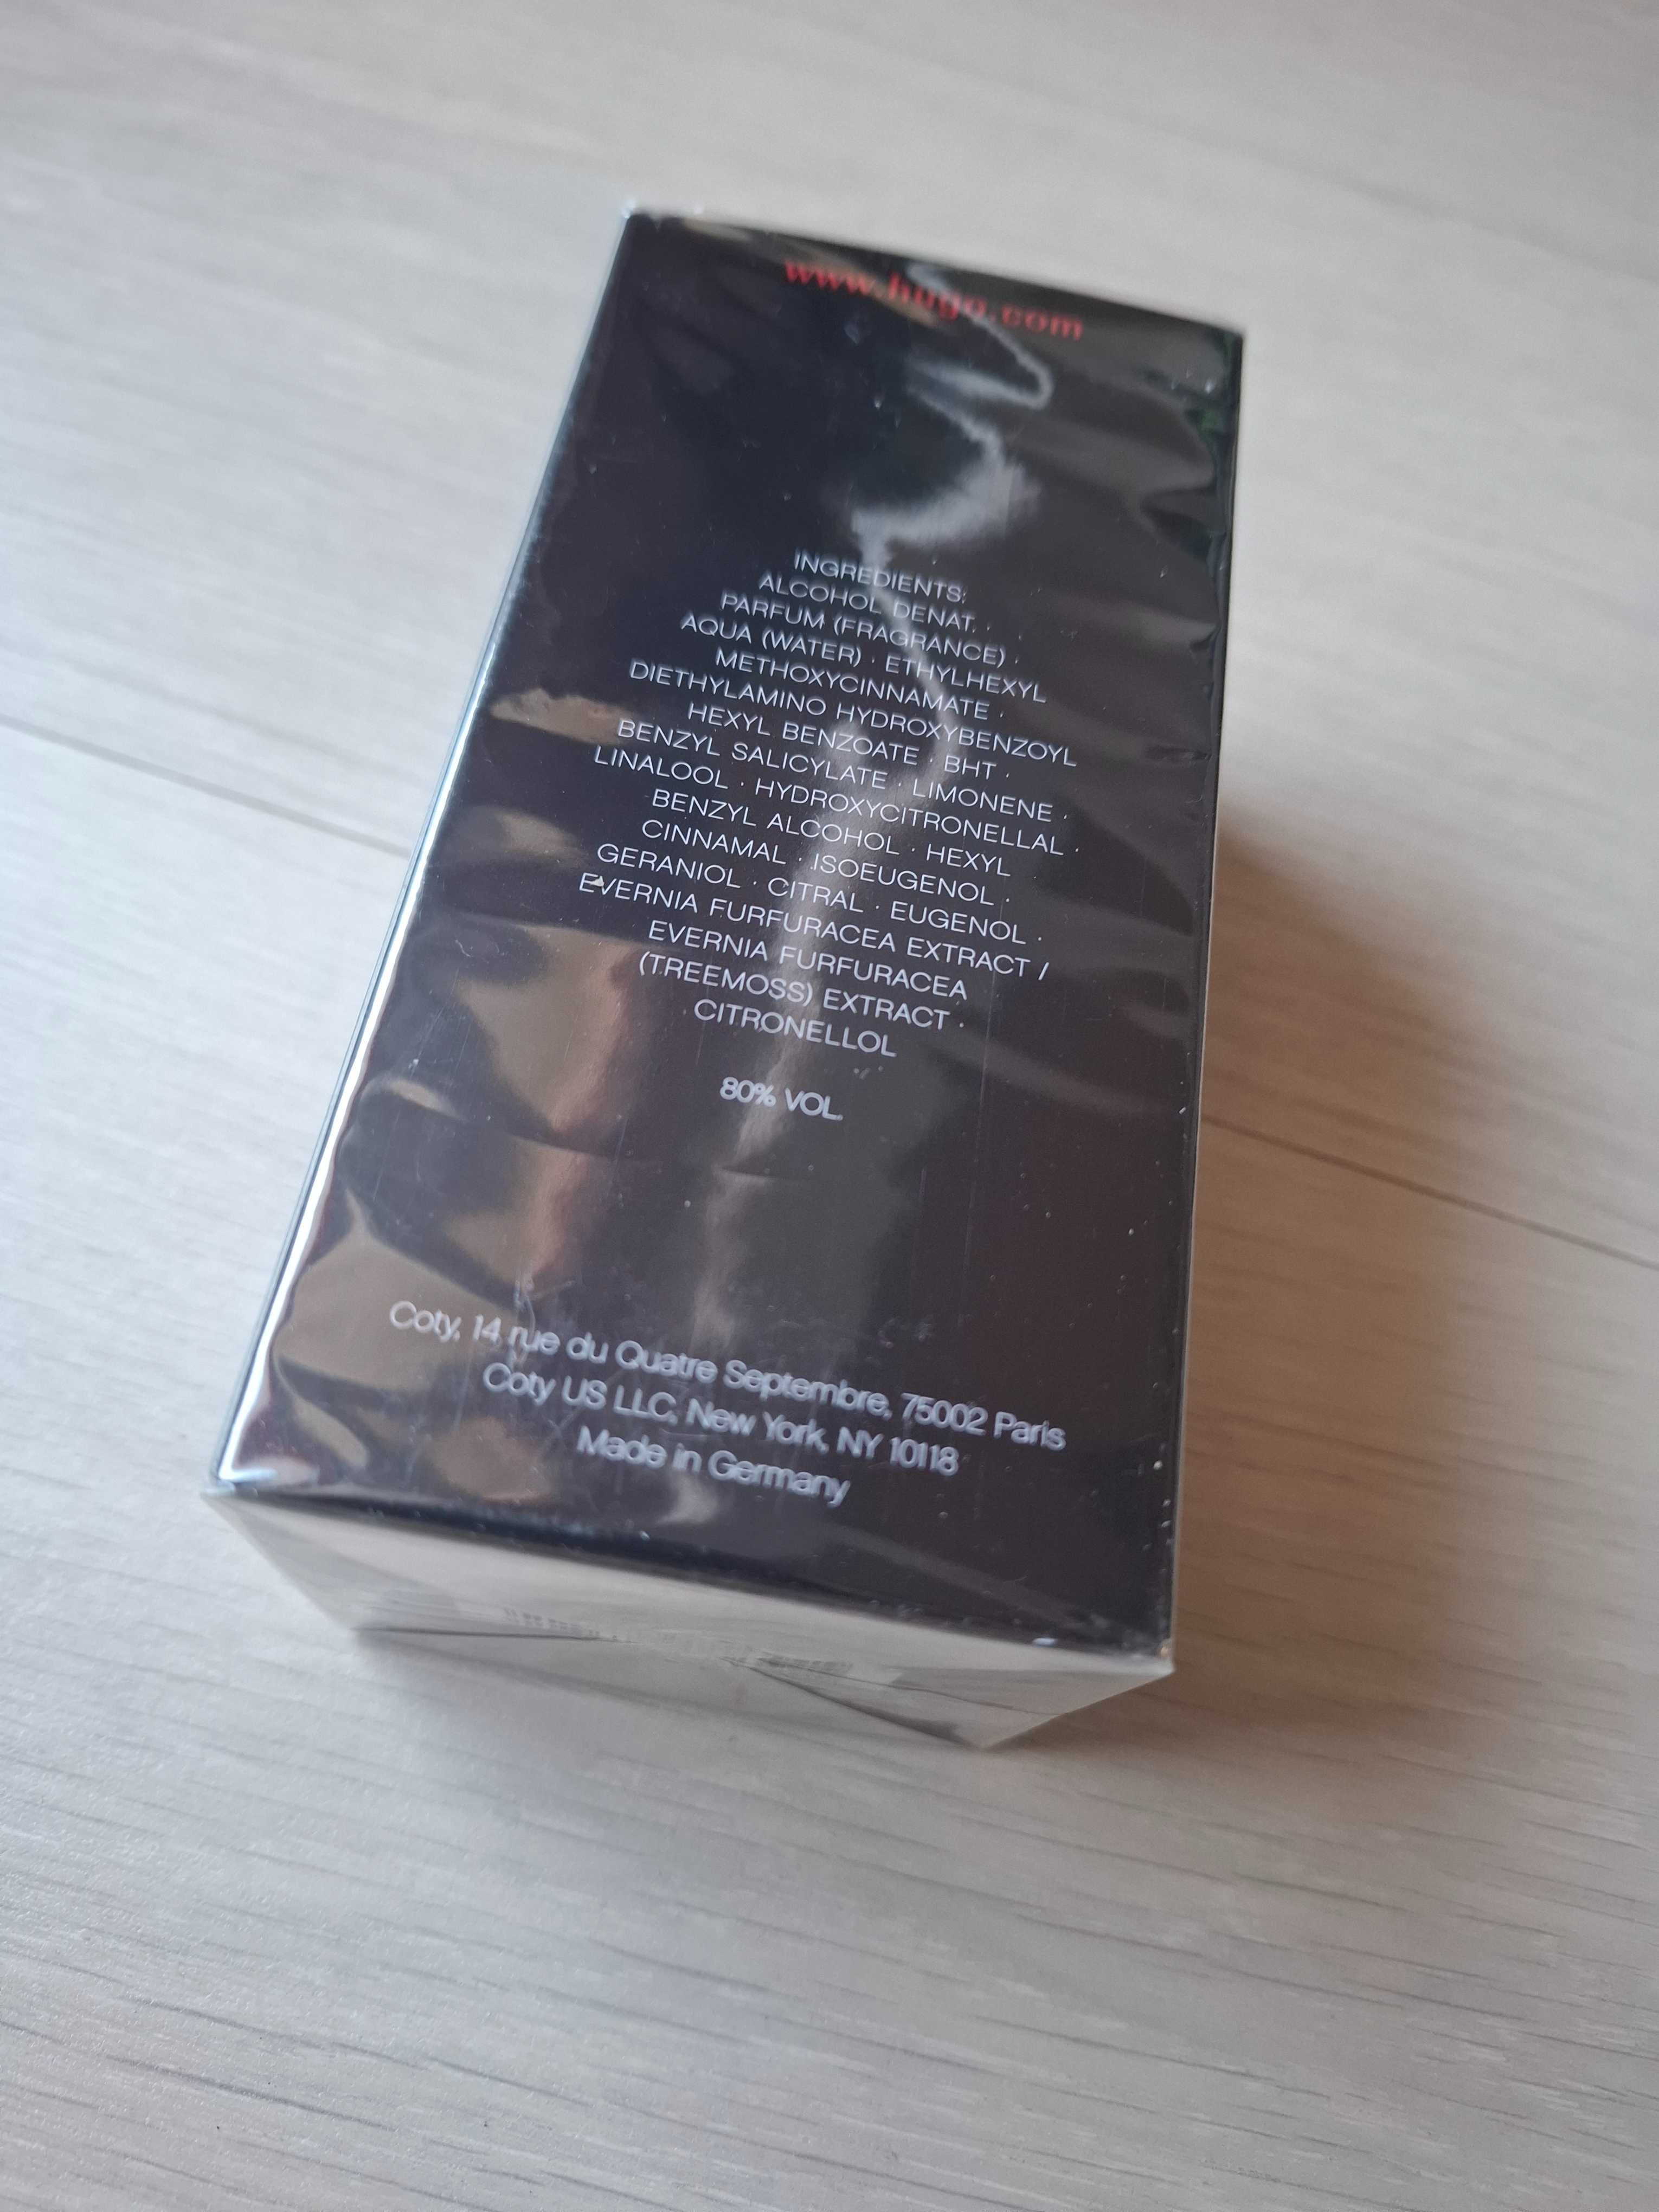 www.hugo.com
INGREDIENTS:
ALCOHOL DENAT. ·
PARFUM (FRAGRANCE) ·
AQUA (WATER) · ETHYLHEXYL
METHOXYCINNAMATE ·
DIETHYLAMINO HYDROXYBENZOYL
HEXYL BENZOATE · BHT ·
BENZYL SALICYLATE · LIMONENE ·
LINALOOL · HYDROXYCITRONELLAL ·
BENZYL ALCOHOL · HEXYL
CINNAMAL · ISOEUGENOL ·
GERANIOL · CITRAL · EUGENOL ·
EVERNIA FURFURACEA EXTRACT /
EVERNIA FURFURACEA
(TREEMOSS) EXTRACT ·
CITRONELLOL
80% VOL.
Coty, 14 rue du Quatre Septembre, 75002 Paris
Coty US LLC, New York, NY 10118
Made in Germany